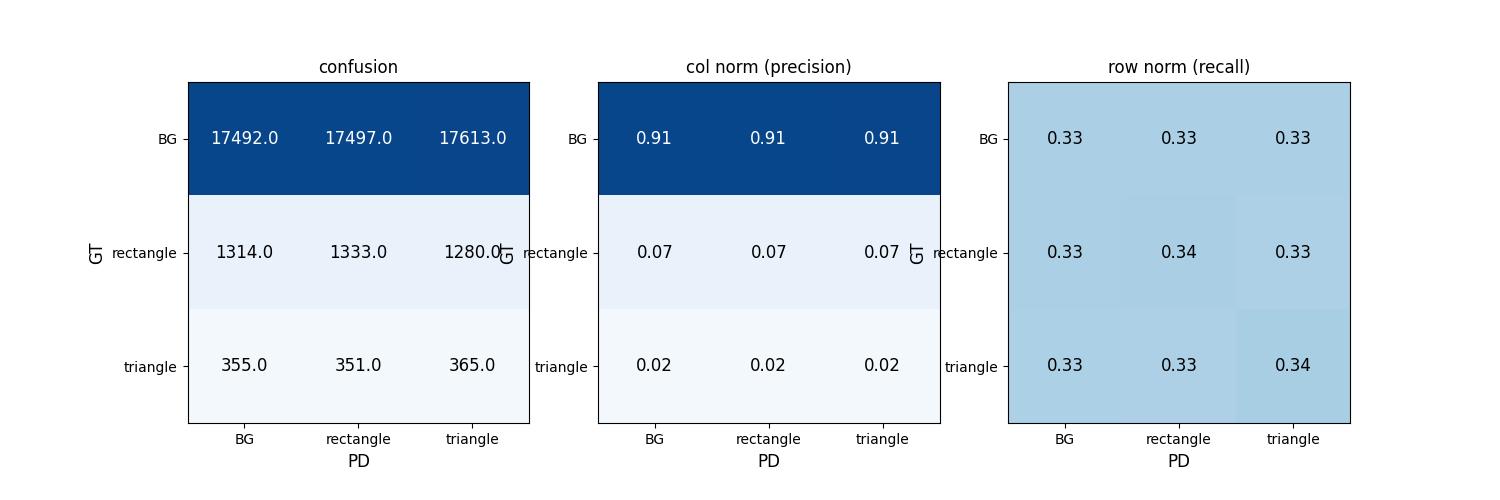 confusion
BG 17492.0 17497.0 17613.0
GT rectangle 1314.0 1333.0 1280.0
triangle 355.0 351.0 365.0
BG rectangle triangle
PD
col norm (precision)
BG 0.91 0.91 0.91
GT rectangle 0.07 0.07 0.07
triangle 0.02 0.02 0.02
BG rectangle triangle
PD
row norm (recall)
BG 0.33 0.33 0.33
GT rectangle 0.33 0.34 0.33
triangle 0.33 0.33 0.34
BG rectangle triangle
PD